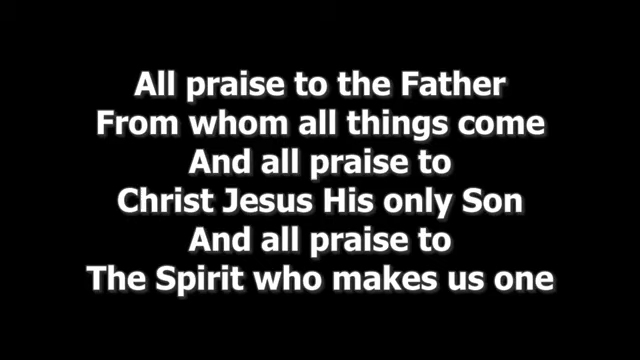 All praise to the Father
From whom all things come
And all praise to
Christ Jesus His only Son
And all praise to
The Spirit who makes us one